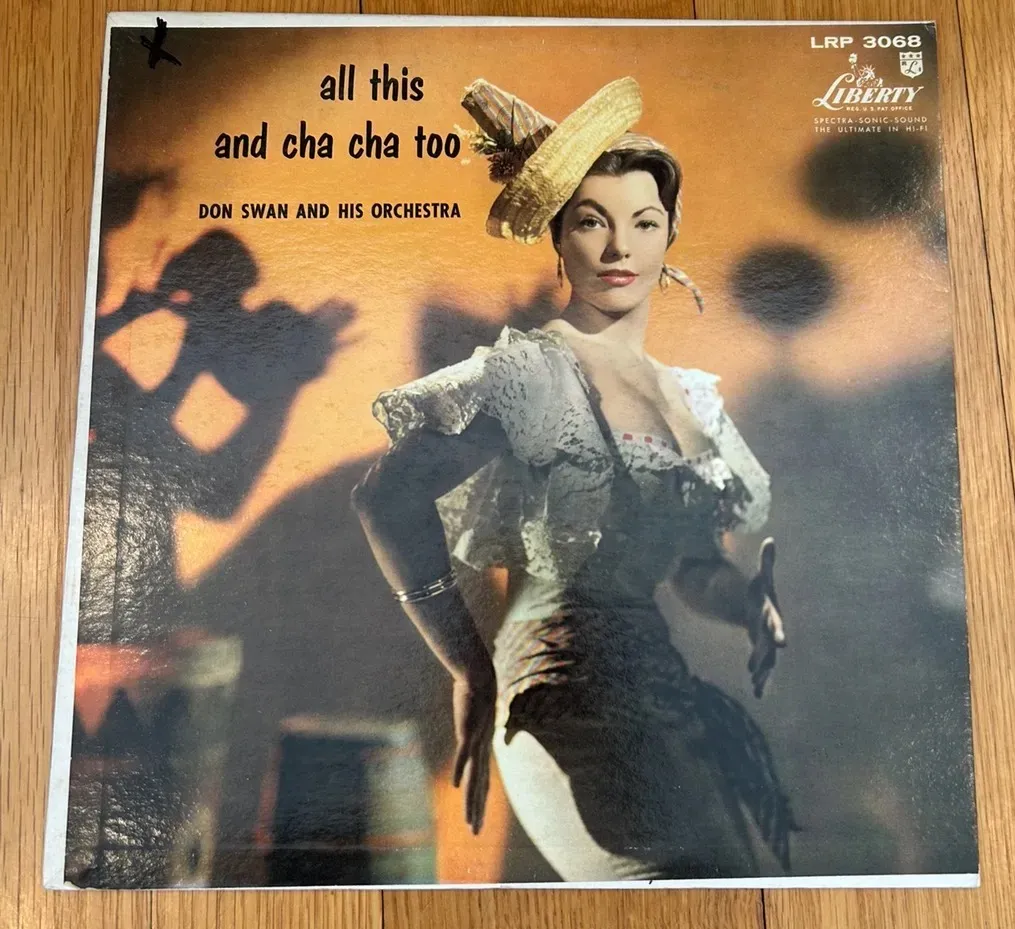 all this
and cha cha too
DON SWAN AND HIS ORCHESTRA
LRP 3068
LIBERTY
REG. U.S. PAT OFFICE
SPECTRA-SONIC-SOUND
THE ULTIMATE IN HI-FI